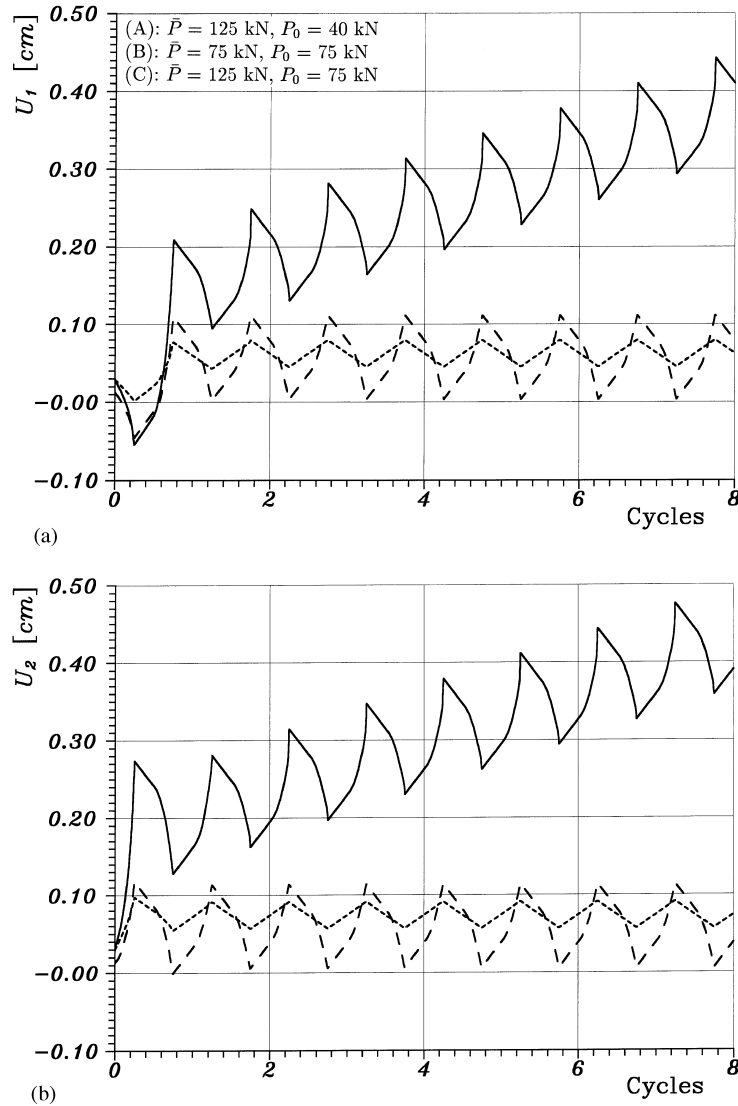 0.50
(A): P̄ = 125 kN, P₀ = 40 kN
(B): P̄ = 75 kN, P₀ = 75 kN
(C): P̄ = 125 kN, P₀ = 75 kN
U₁ [cm]
0.40
0.30
0.20
0.10
−0.00
−0.10
0 2 4 6 8
Cycles
(a)
0.50
U₂ [cm]
0.40
0.30
0.20
0.10
−0.00
−0.10
0 2 4 6 8
Cycles
(b)